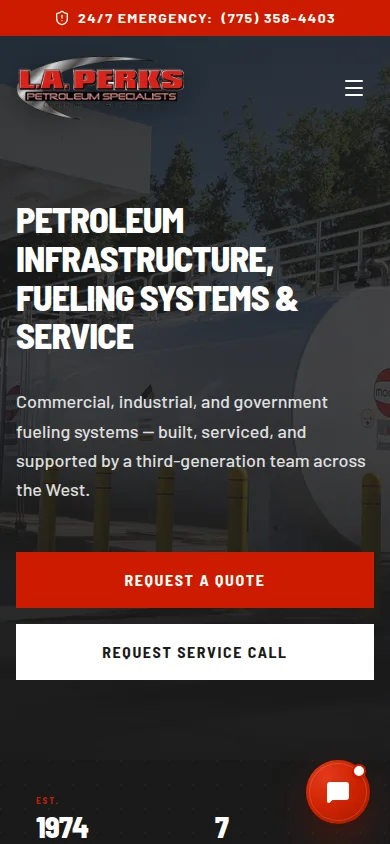 24/7 EMERGENCY: (775) 358-4403
L.A. PERKS
PETROLEUM SPECIALISTS
PETROLEUM
INFRASTRUCTURE,
FUELING SYSTEMS &
SERVICE
Commercial, industrial, and government
fueling systems — built, serviced, and
supported by a third-generation team across
the West.
REQUEST A QUOTE
REQUEST SERVICE CALL
EST.
1974
7